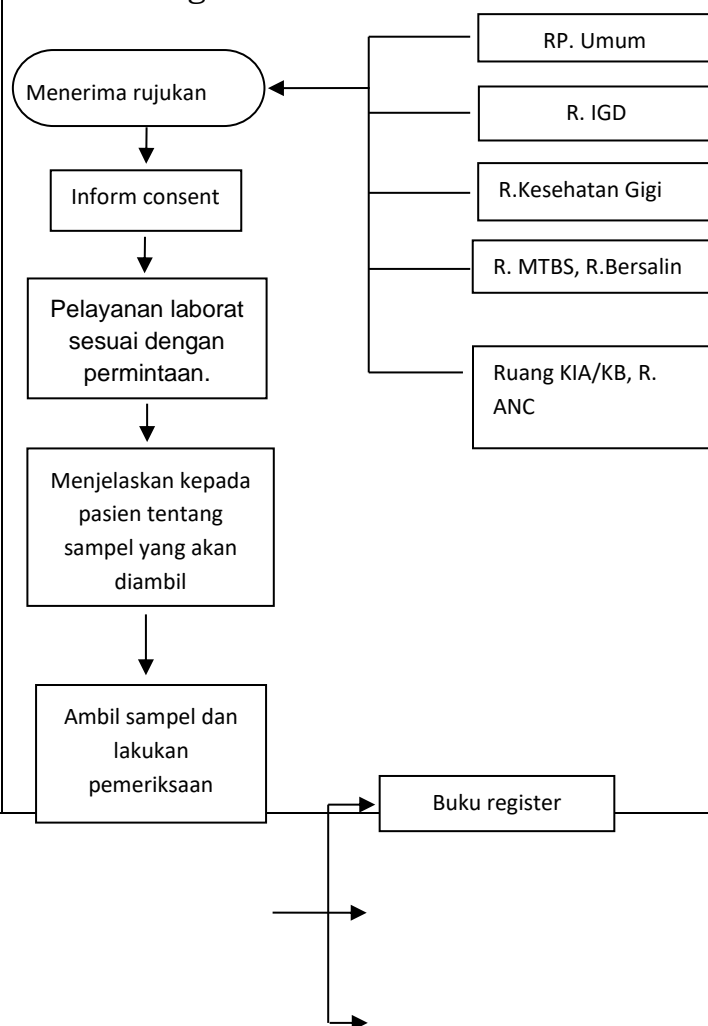 Menerima rujukan
Inform consent
Pelayanan laborat
sesuai dengan
permintaan.
Menjelaskan kepada
pasien tentang
sampel yang akan
diambil
Ambil sampel dan
lakukan
pemeriksaan
RP. Umum
R. IGD
R.Kesehatan Gigi
R. MTBS, R.Bersalin
Ruang KIA/KB, R.
ANC
Buku register